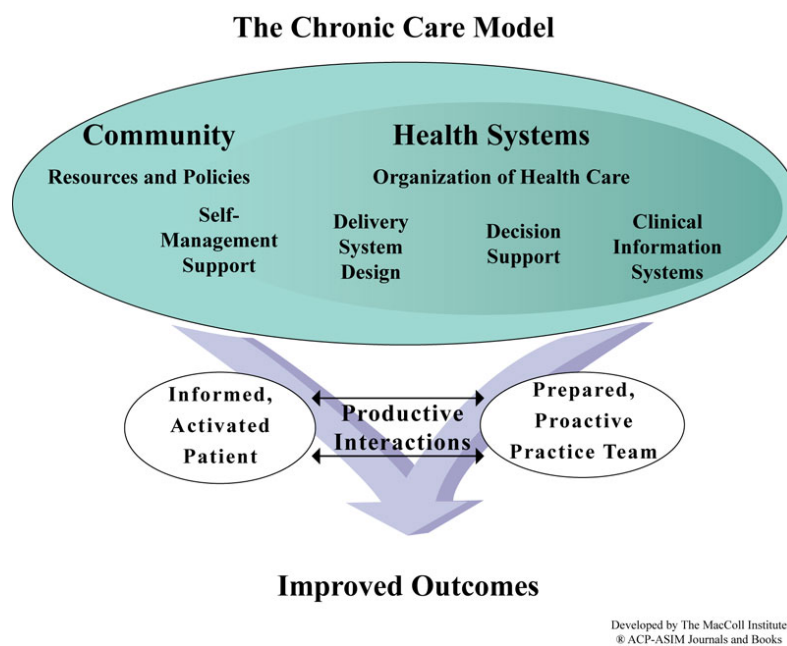 The Chronic Care Model
Community
Health Systems
Resources and Policies
Organization of Health Care
Self-
Management
Support
Delivery
System
Design
Decision
Support
Clinical
Information
Systems
Informed,
Activated
Patient
Productive
Interactions
Prepared,
Proactive
Practice Team
Improved Outcomes
Developed by The MacColl Institute
® ACP-ASIM Journals and Books